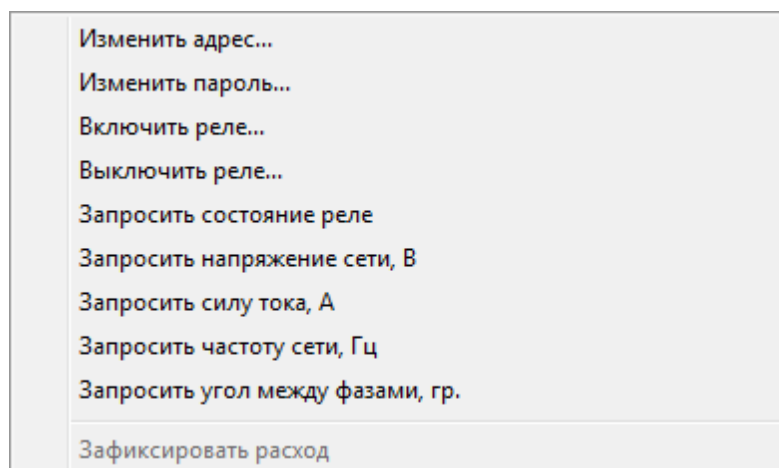 Изменить адрес...
Изменить пароль...
Включить реле...
Выключить реле...
Запросить состояние реле
Запросить напряжение сети, В
Запросить силу тока, А
Запросить частоту сети, Гц
Запросить угол между фазами, гр.
Зафиксировать расход